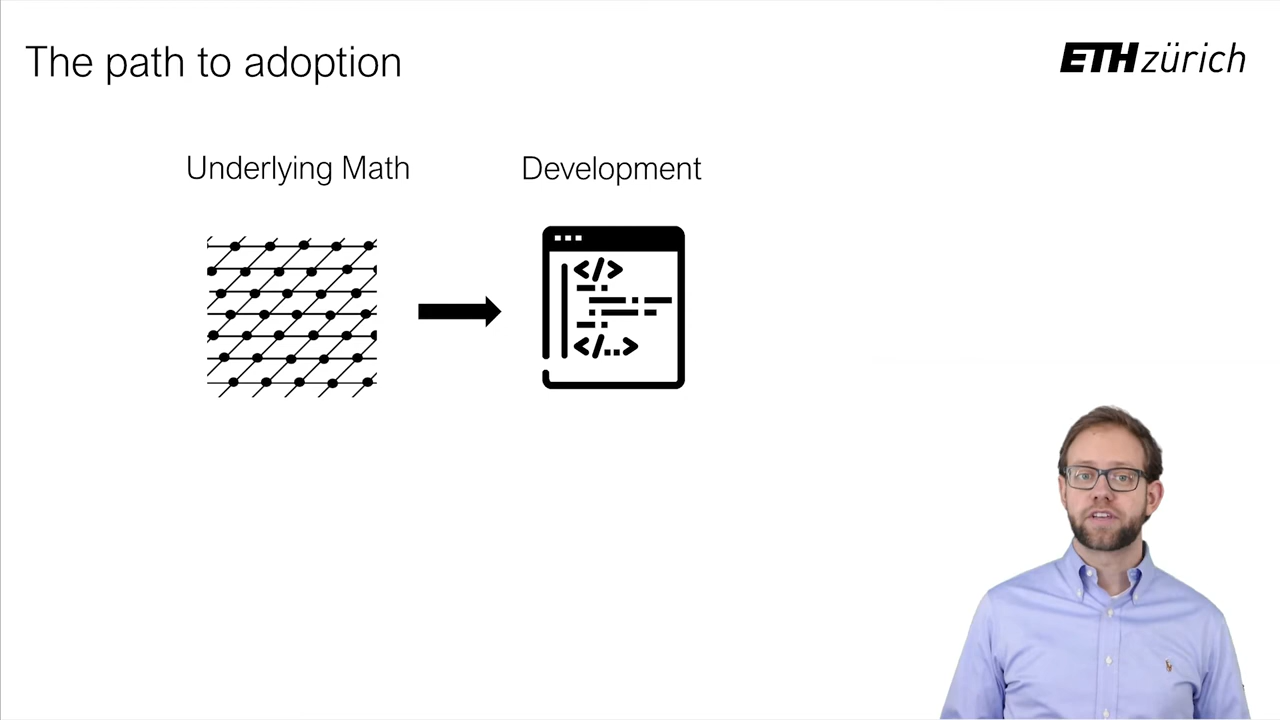 The path to adoption
ETH zürich
Underlying Math
Development
</>
</..>